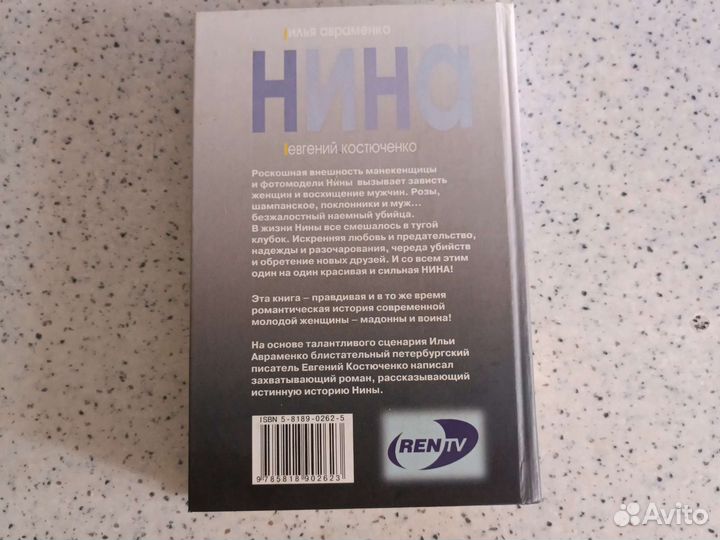 илья авраменко
нина
евгений костюченко
Роскошная внешность манекенщицы
и фотомодели Нины вызывает зависть
женщин и восхищение мужчин. Розы,
шампанское, поклонники и муж...
безжалостный наемный убийца.
В жизни Нины все смешалось в тугой
клубок. Искренняя любовь и предательство,
надежды и разочарования, череда убийств
и обретение новых друзей. И со всем этим
один на один красивая и сильная НИНА!
Эта книга – правдивая и в то же время
романтическая история современной
молодой женщины – мадонны и воина!
На основе талантливого сценария Ильи
Авраменко блистательный петербургский
писатель Евгений Костюченко написал
захватывающий роман, рассказывающий
истинную историю Нины.
ISBN 5-8189-0262-5
9 785818 902623
REN TV
Avito